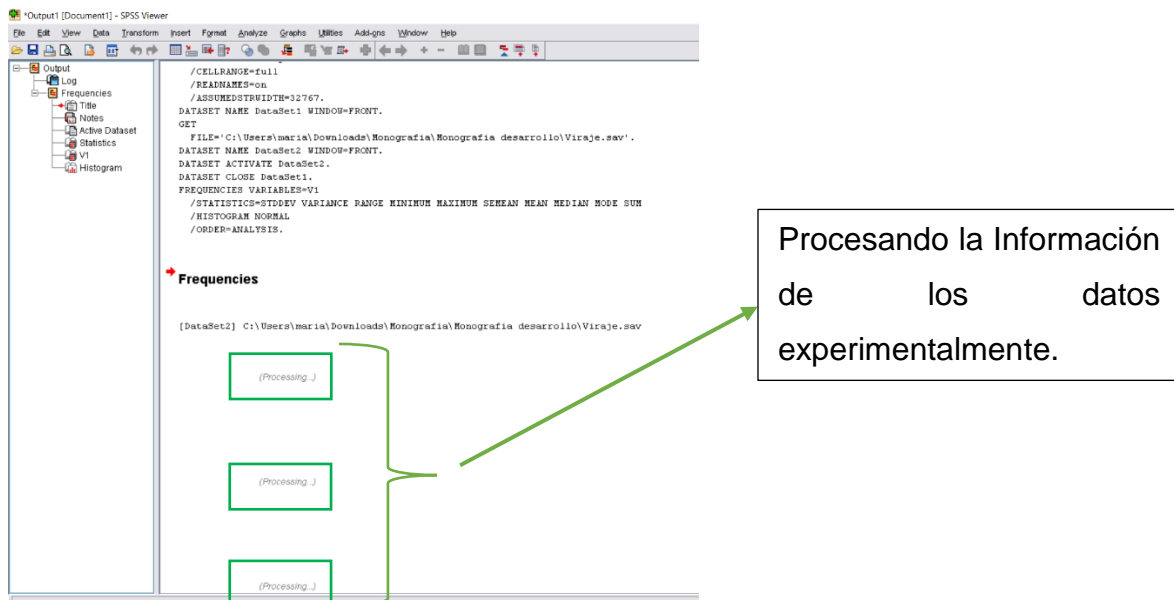 *Output1 [Document1] - SPSS Viewer
File Edit View Data Transform Insert Format Analyze Graphs Utilities Add-ons Window Help
Output
Log
Frequencies
Title
Notes
Active Dataset
Statistics
V1
Histogram
/CELLRANGE=full
/READNAMES=on
/ASSUMEDSTRWIDTH=32767.
DATASET NAME DataSet1 WINDOW=FRONT.
GET
FILE='C:\Users\maria\Downloads\Monografia\Monografia desarrollo\Viraje.sav'.
DATASET NAME DataSet2 WINDOW=FRONT.
DATASET ACTIVATE DataSet2.
DATASET CLOSE DataSet1.
FREQUENCIES VARIABLES=V1
/STATISTICS=STDDEV VARIANCE RANGE MINIMUM MAXIMUM SEMEAN MEAN MEDIAN MODE SUM
/HISTOGRAM NORMAL
/ORDER=ANALYSIS.
Frequencies
[DataSet2] C:\Users\maria\Downloads\Monografia\Monografia desarrollo\Viraje.sav
(Processing...)
(Processing...)
(Processing...)
Procesando la Información
de los datos
experimentalmente.